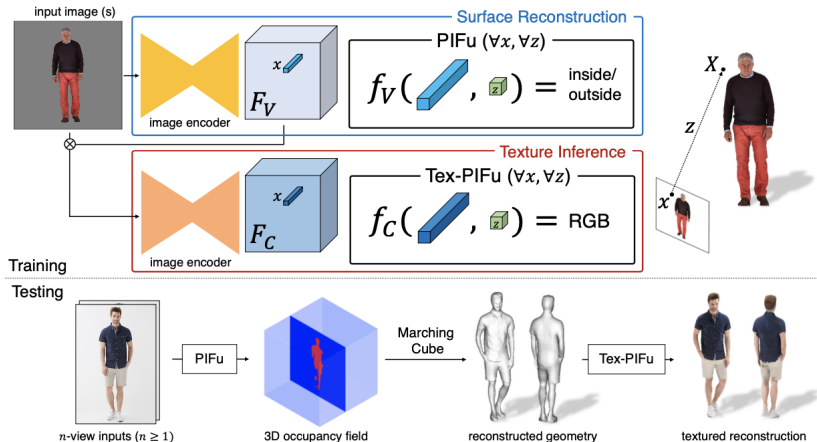 input image (s)
Surface Reconstruction
PIFu (∀x, ∀z)
x
F_V
f_V( , z) = inside/
outside
image encoder
X
z
x
Texture Inference
Tex-PIFu (∀x, ∀z)
x
F_C
f_C( , z) = RGB
image encoder
Training
Testing
PIFu
Marching
Cube
Tex-PIFu
n-view inputs (n ≥ 1)
3D occupancy field
reconstructed geometry
textured reconstruction